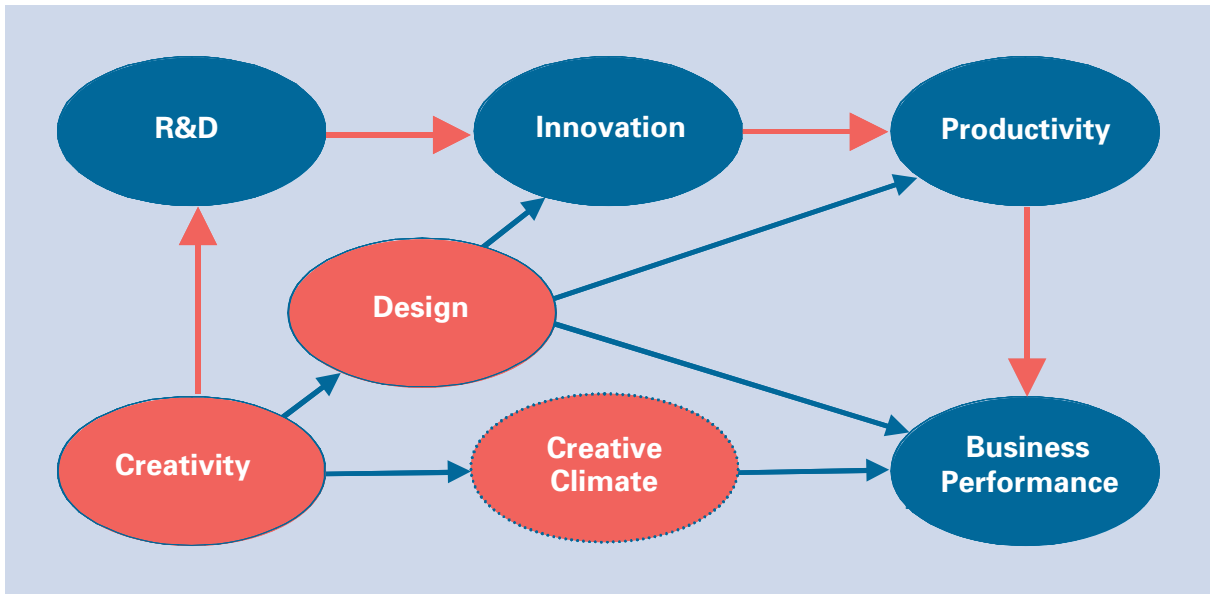 R&D
Innovation
Productivity
Design
Creativity
Creative
Climate
Business
Performance